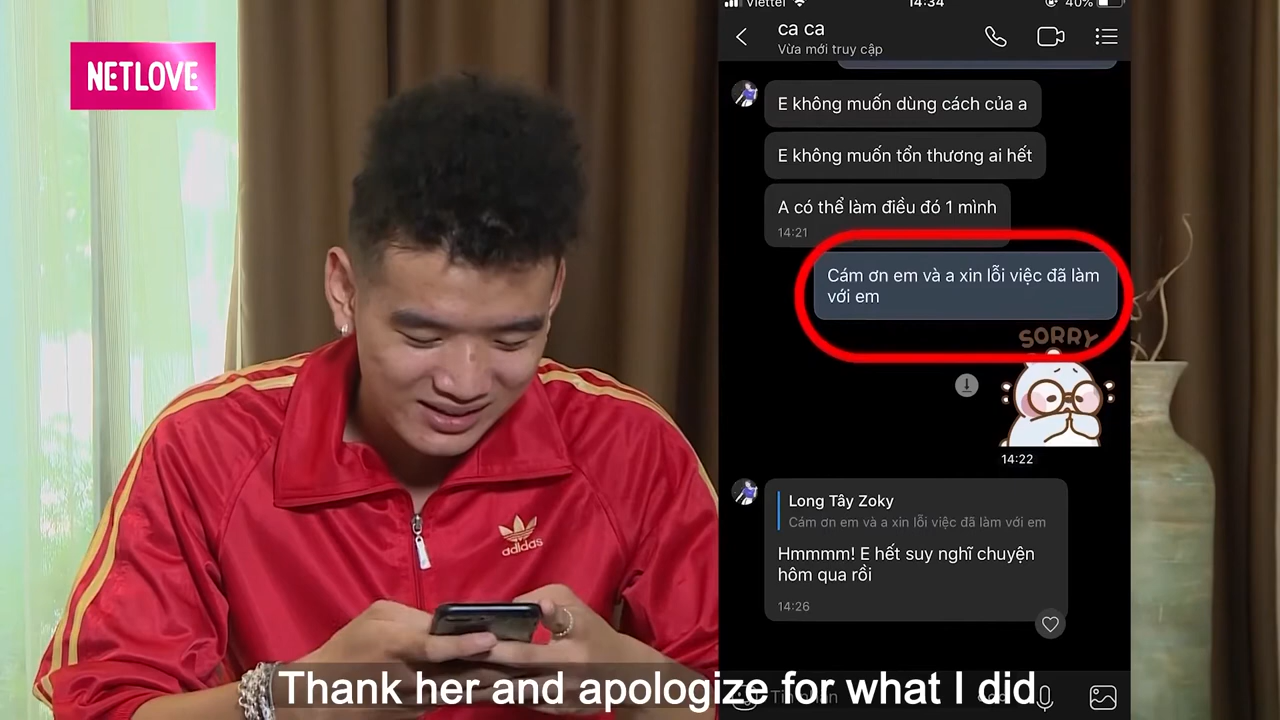 NETLOVE
Viettel
14:34
40%
ca ca
Vừa mới truy cập
E không muốn dùng cách của a
E không muốn tổn thương ai hết
A có thể làm điều đó 1 mình
14:21
Cám ơn em và a xin lỗi việc đã làm
với em
SORRY
14:22
Long Tây Zoky
Cám ơn em và a xin lỗi việc đã làm với em
Hmmmm! E hết suy nghĩ chuyện
hôm qua rồi
14:26
adidas
Thank her and apologize for what I did